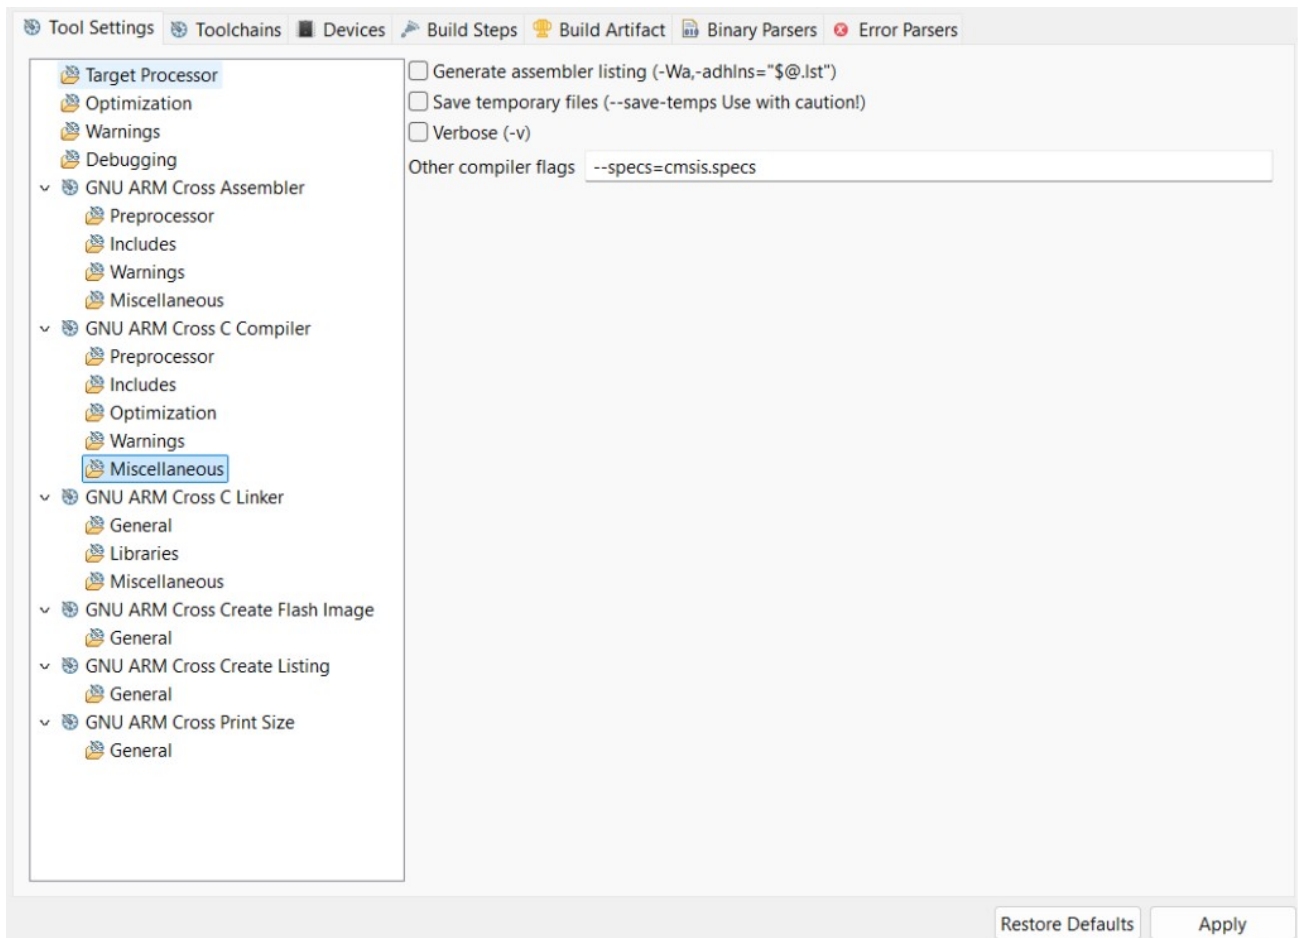 Tool Settings Toolchains Devices Build Steps Build Artifact Binary Parsers Error Parsers
Target Processor
Optimization
Warnings
Debugging
GNU ARM Cross Assembler
Preprocessor
Includes
Warnings
Miscellaneous
GNU ARM Cross C Compiler
Preprocessor
Includes
Optimization
Warnings
Miscellaneous
GNU ARM Cross C Linker
General
Libraries
Miscellaneous
GNU ARM Cross Create Flash Image
General
GNU ARM Cross Create Listing
General
GNU ARM Cross Print Size
General
Generate assembler listing (-Wa,-adhlns="$@.lst")
Save temporary files (--save-temps Use with caution!)
Verbose (-v)
Other compiler flags --specs=cmsis.specs
Restore Defaults Apply